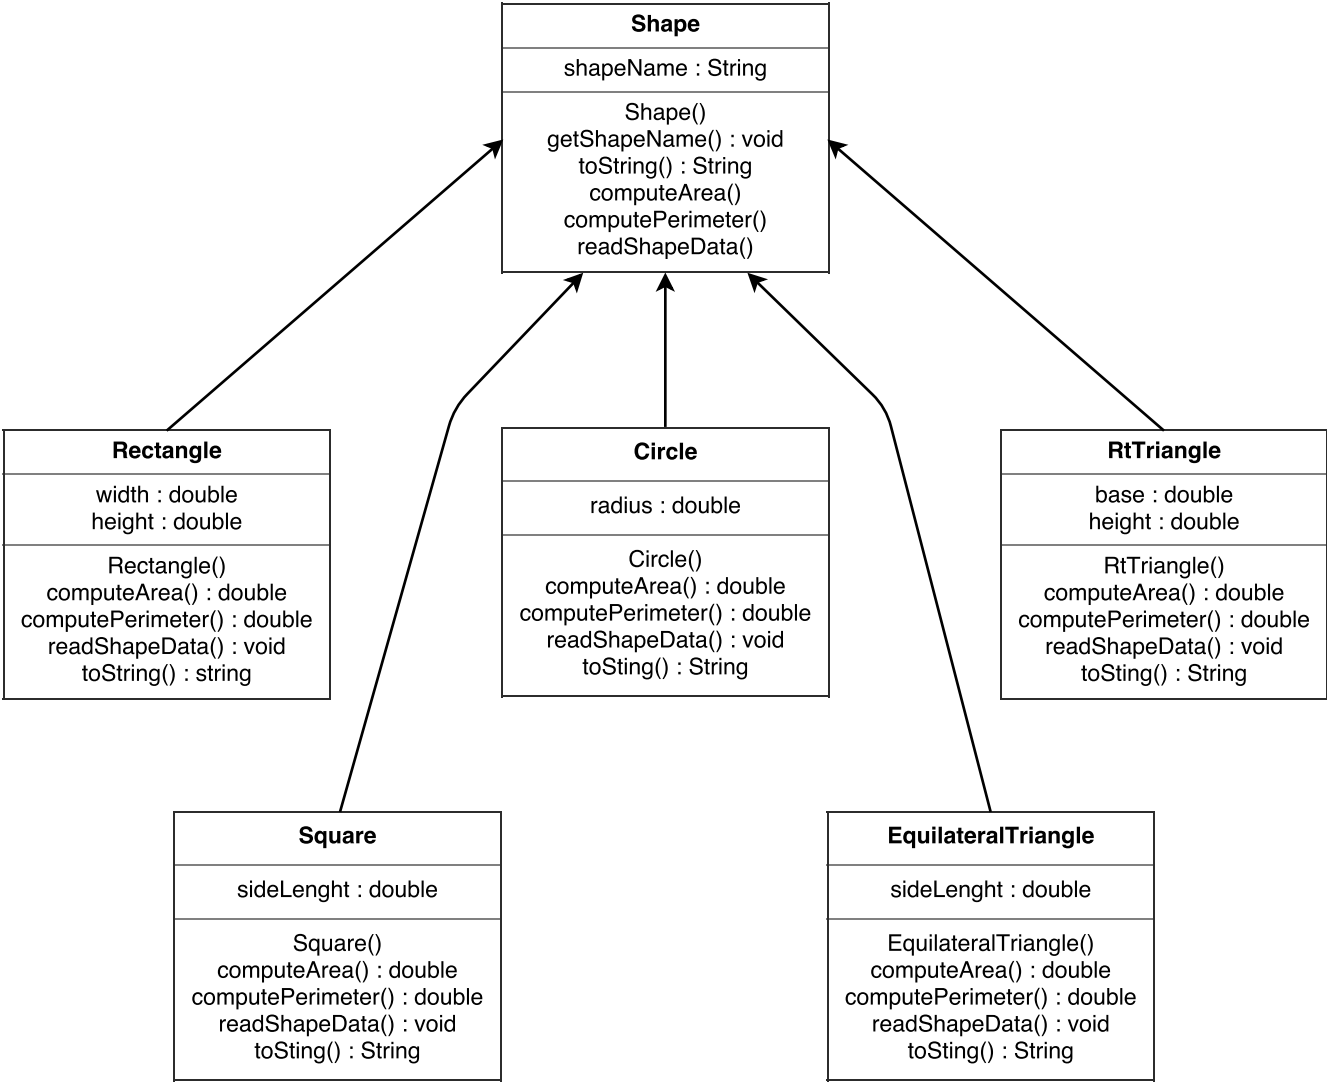 Shape
shapeName : String
Shape()
getShapeName() : void
toString() : String
computeArea()
computePerimeter()
readShapeData()
Rectangle
width : double
height : double
Rectangle()
computeArea() : double
computePerimeter() : double
readShapeData() : void
toString() : string
Circle
radius : double
Circle()
computeArea() : double
computePerimeter() : double
readShapeData() : void
toSting() : String
RtTriangle
base : double
height : double
RtTriangle()
computeArea() : double
computePerimeter() : double
readShapeData() : void
toSting() : String
Square
sideLenght : double
Square()
computeArea() : double
computePerimeter() : double
readShapeData() : void
toSting() : String
EquilateralTriangle
sideLenght : double
EquilateralTriangle()
computeArea() : double
computePerimeter() : double
readShapeData() : void
toSting() : String